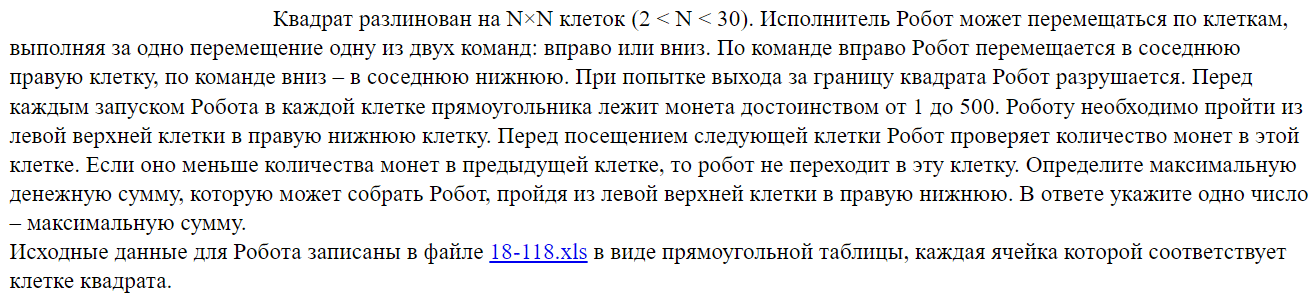 Квадрат разлинован на N×N клеток (2 < N < 30). Исполнитель Робот может перемещаться по клеткам,
выполняя за одно перемещение одну из двух команд: вправо или вниз. По команде вправо Робот перемещается в соседнюю
правую клетку, по команде вниз – в соседнюю нижнюю. При попытке выхода за границу квадрата Робот разрушается. Перед
каждым запуском Робота в каждой клетке прямоугольника лежит монета достоинством от 1 до 500. Роботу необходимо пройти из
левой верхней клетки в правую нижнюю клетку. Перед посещением следующей клетки Робот проверяет количество монет в этой
клетке. Если оно меньше количества монет в предыдущей клетке, то робот не переходит в эту клетку. Определите максимальную
денежную сумму, которую может собрать Робот, пройдя из левой верхней клетки в правую нижнюю. В ответе укажите одно число
– максимальную сумму.
Исходные данные для Робота записаны в файле 18-118.xls в виде прямоугольной таблицы, каждая ячейка которой соответствует
клетке квадрата.